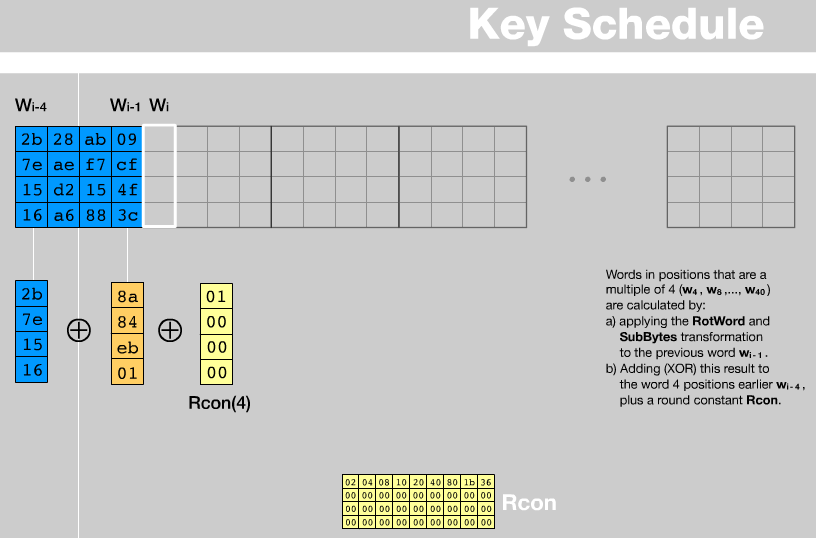 Key Schedule
Wi-4 Wi-1 Wi
2b 28 ab 09
7e ae f7 cf
15 d2 15 4f
16 a6 88 3c
• • •
2b ⊕ 8a ⊕ 01
7e 84 00
15 eb 00
16 01 00
Rcon(4)
Words in positions that are a
multiple of 4 (w4 , w8 ,..., w40 )
are calculated by:
a) applying the RotWord and
SubBytes transformation
to the previous word wi-1 .
b) Adding (XOR) this result to
the word 4 positions earlier wi-4 ,
plus a round constant Rcon.
02 04 08 10 20 40 80 1b 36
00 00 00 00 00 00 00 00 00
00 00 00 00 00 00 00 00 00
00 00 00 00 00 00 00 00 00
Rcon